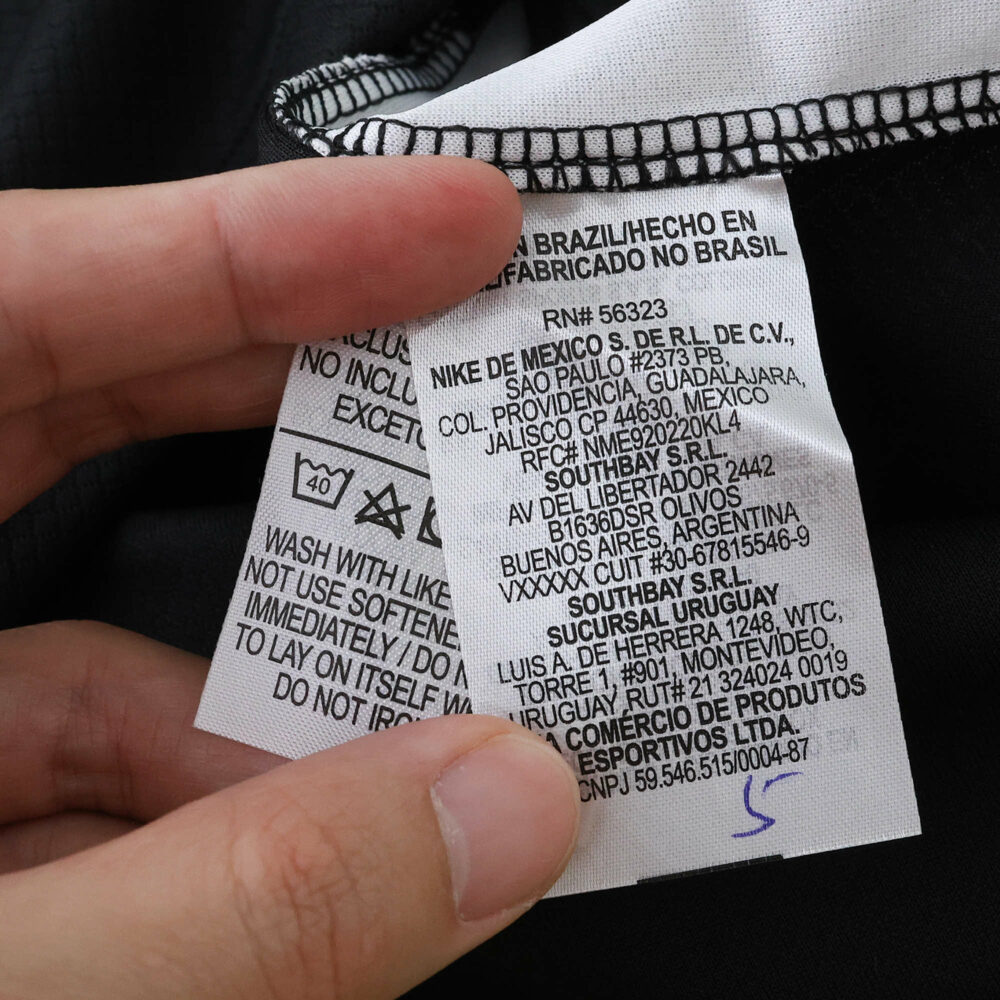 N BRAZIL/HECHO EN
/FABRICADO NO BRASIL
RN# 56323
NIKE DE MEXICO S. DE R.L. DE C.V.,
SAO PAULO #2373 PB,
COL. PROVIDENCIA, GUADALAJARA,
JALISCO CP 44630, MEXICO
RFC# NME920220KL4
SOUTHBAY S.R.L.
AV DEL LIBERTADOR 2442
B1636DSR OLIVOS
BUENOS AIRES, ARGENTINA
VXXXXX CUIT #30-67815546-9
SOUTHBAY S.R.L.
SUCURSAL URUGUAY
LUIS A. DE HERRERA 1248, WTC,
TORRE 1, #901, MONTEVIDEO,
URUGUAY RUT# 21 324024 0019
A COMÉRCIO DE PRODUTOS
ESPORTIVOS LTDA.
CNPJ 59.546.515/0004-87
5
NO INCLU
EXCETO
40
WASH WITH LIKE
NOT USE SOFTENE
IMMEDIATELY / DO N
TO LAY ON ITSELF W
DO NOT IRO